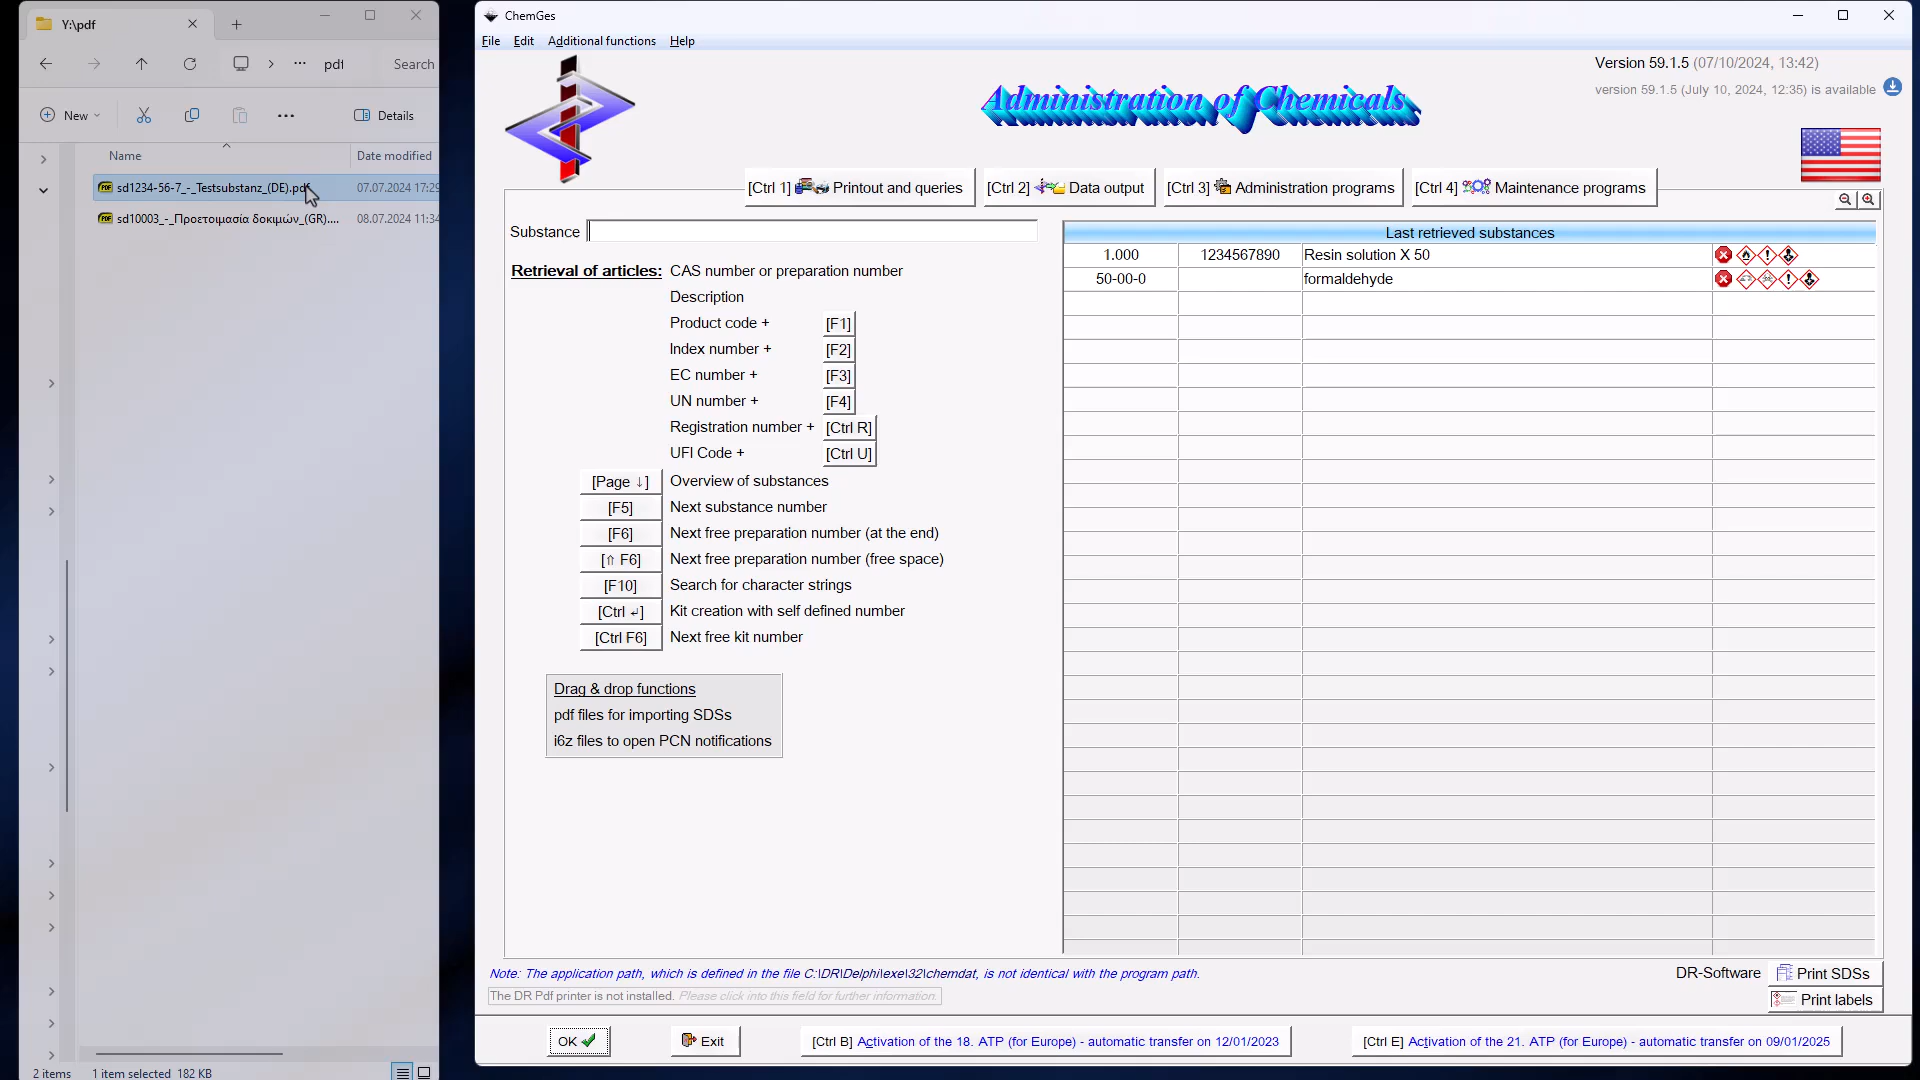 Y:\pdf
pdf
Search
New
Details
Name
Date modified
sd1234-56-7_-_Testsubstanz_(DE).pdf
07.07.2024 17:29
sd10003_-_Προετοιμασία δοκιμών_(GR)....
08.07.2024 11:34
2 items
1 item selected 182 KB
ChemGes
File Edit Additional functions Help
Administration of Chemicals
Version 59.1.5 (07/10/2024, 13:42)
version 59.1.5 (July 10, 2024, 12:35) is available
[Ctrl 1] Printout and queries
[Ctrl 2] Data output
[Ctrl 3] Administration programs
[Ctrl 4] Maintenance programs
Substance
Retrieval of articles: CAS number or preparation number
Description
Product code + [F1]
Index number + [F2]
EC number + [F3]
UN number + [F4]
Registration number + [Ctrl R]
UFI Code + [Ctrl U]
[Page ↓] Overview of substances
[F5] Next substance number
[F6] Next free preparation number (at the end)
[⇧ F6] Next free preparation number (free space)
[F10] Search for character strings
[Ctrl ↵] Kit creation with self defined number
[Ctrl F6] Next free kit number
Drag & drop functions
pdf files for importing SDSs
i6z files to open PCN notifications
Last retrieved substances
1.000 1234567890 Resin solution X 50
50-00-0 formaldehyde
Note: The application path, which is defined in the file C:\DR\Delphi\exe\32\chemdat, is not identical with the program path.
The DR Pdf printer is not installed. Please click into this field for further information.
DR-Software
Print SDSs
Print labels
OK
Exit
[Ctrl B] Activation of the 18. ATP (for Europe) - automatic transfer on 12/01/2023
[Ctrl E] Activation of the 21. ATP (for Europe) - automatic transfer on 09/01/2025